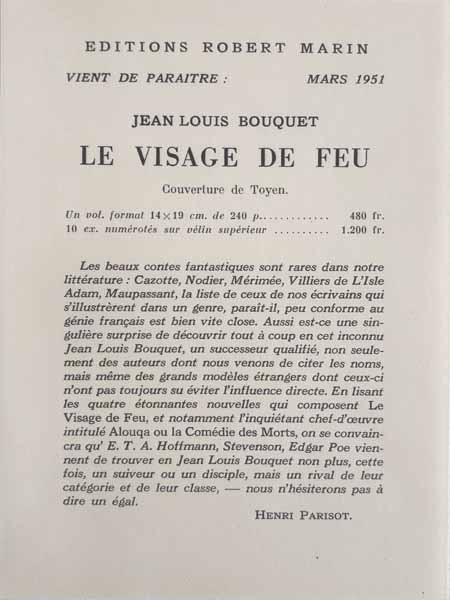 EDITIONS ROBERT MARIN
VIENT DE PARAITRE : MARS 1951
JEAN LOUIS BOUQUET
LE VISAGE DE FEU
Couverture de Toyen.
Un vol. format 14×19 cm. de 240 p............. 480 fr.
10 ex. numérotés sur vélin supérieur .......... 1.200 fr.
Les beaux contes fantastiques sont rares dans notre
littérature : Cazotte, Nodier, Mérimée, Villiers de L'Isle
Adam, Maupassant, la liste de ceux de nos écrivains qui
s'illustrèrent dans un genre, paraît-il, peu conforme au
génie français est bien vite close. Aussi est-ce une sin-
gulière surprise de découvrir tout à coup en cet inconnu
Jean Louis Bouquet, un successeur qualifié, non seule-
ment des auteurs dont nous venons de citer les noms,
mais même des grands modèles étrangers dont ceux-ci
n'ont pas toujours su éviter l'influence directe. En lisant
les quatre étonnantes nouvelles qui composent Le
Visage de Feu, et notamment l'inquiétant chef-d'œuvre
intitulé Alouqa ou la Comédie des Morts, on se convain-
cra qu' E. T. A. Hoffmann, Stevenson, Edgar Poe vien-
nent de trouver en Jean Louis Bouquet non plus, cette
fois, un suiveur ou un disciple, mais un rival de leur
catégorie et de leur classe, — nous n'hésiterons pas à
dire un égal.
HENRI PARISOT.